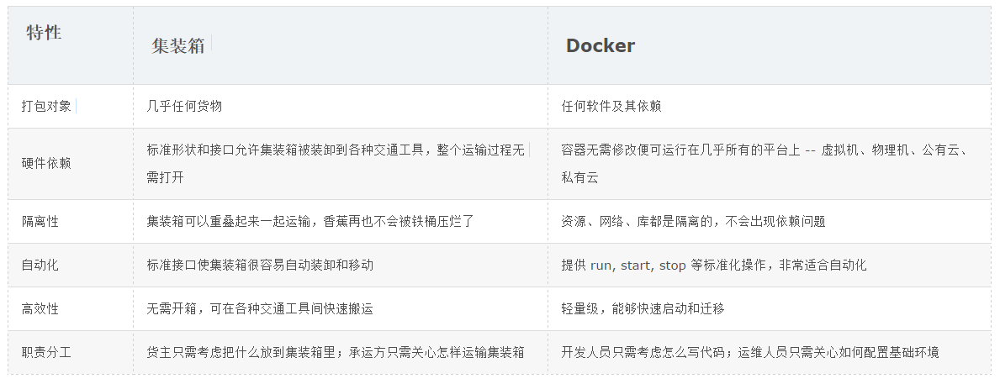 特性
集装箱
Docker
打包对象
几乎任何货物
任何软件及其依赖
硬件依赖
标准形状和接口允许集装箱被装卸到各种交通工具，整个运输过程无
需打开
容器无需修改便可运行在几乎所有的平台上 -- 虚拟机、物理机、公有云、
私有云
隔离性
集装箱可以重叠起来一起运输，香蕉再也不会被铁桶压烂了
资源、网络、库都是隔离的，不会出现依赖问题
自动化
标准接口使集装箱很容易自动装卸和移动
提供 run, start, stop 等标准化操作，非常适合自动化
高效性
无需开箱，可在各种交通工具间快速搬运
轻量级，能够快速启动和迁移
职责分工
货主只需考虑把什么放到集装箱里；承运方只需关心怎样运输集装箱
开发人员只需考虑怎么写代码；运维人员只需关心如何配置基础环境